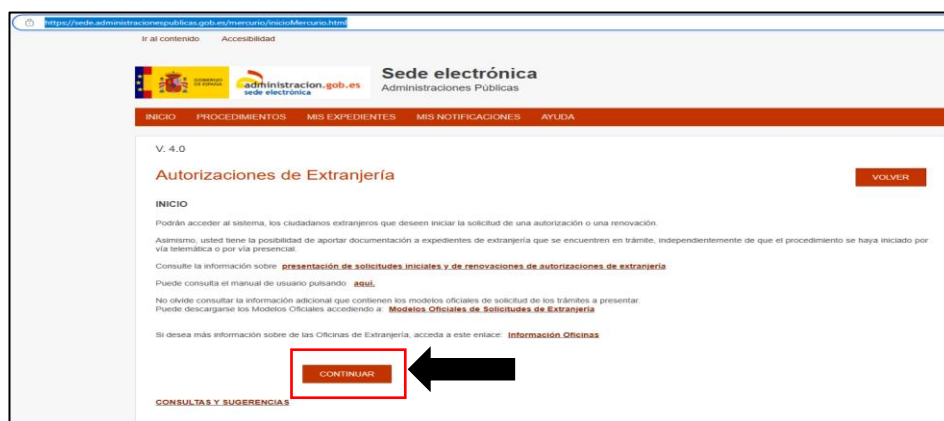 https://sede.administracionespublicas.gob.es/mercurio/inicioMercurio.html
Ir al contenido Accesibilidad
GOBIERNO
DE ESPAÑA
administracion.gob.es
sede electrónica
Sede electrónica
Administraciones Públicas
INICIO PROCEDIMIENTOS MIS EXPEDIENTES MIS NOTIFICACIONES AYUDA
V. 4.0
Autorizaciones de Extranjería
VOLVER
INICIO
Podrán acceder al sistema, los ciudadanos extranjeros que deseen iniciar la solicitud de una autorización o una renovación.
Asimismo, usted tiene la posibilidad de aportar documentación a expedientes de extranjería que se encuentren en trámite, independientemente de que el procedimiento se haya iniciado por
vía telemática o por vía presencial.
Consulte la información sobre presentación de solicitudes iniciales y de renovaciones de autorizaciones de extranjería
Puede consulta el manual de usuario pulsando aquí.
No olvide consultar la información adicional que contienen los modelos oficiales de solicitud de los trámites a presentar.
Puede descargarse los Modelos Oficiales accediendo a: Modelos Oficiales de Solicitudes de Extranjería
Si desea más información sobre de las Oficinas de Extranjería, acceda a este enlace: Información Oficinas
CONTINUAR
CONSULTAS Y SUGERENCIAS